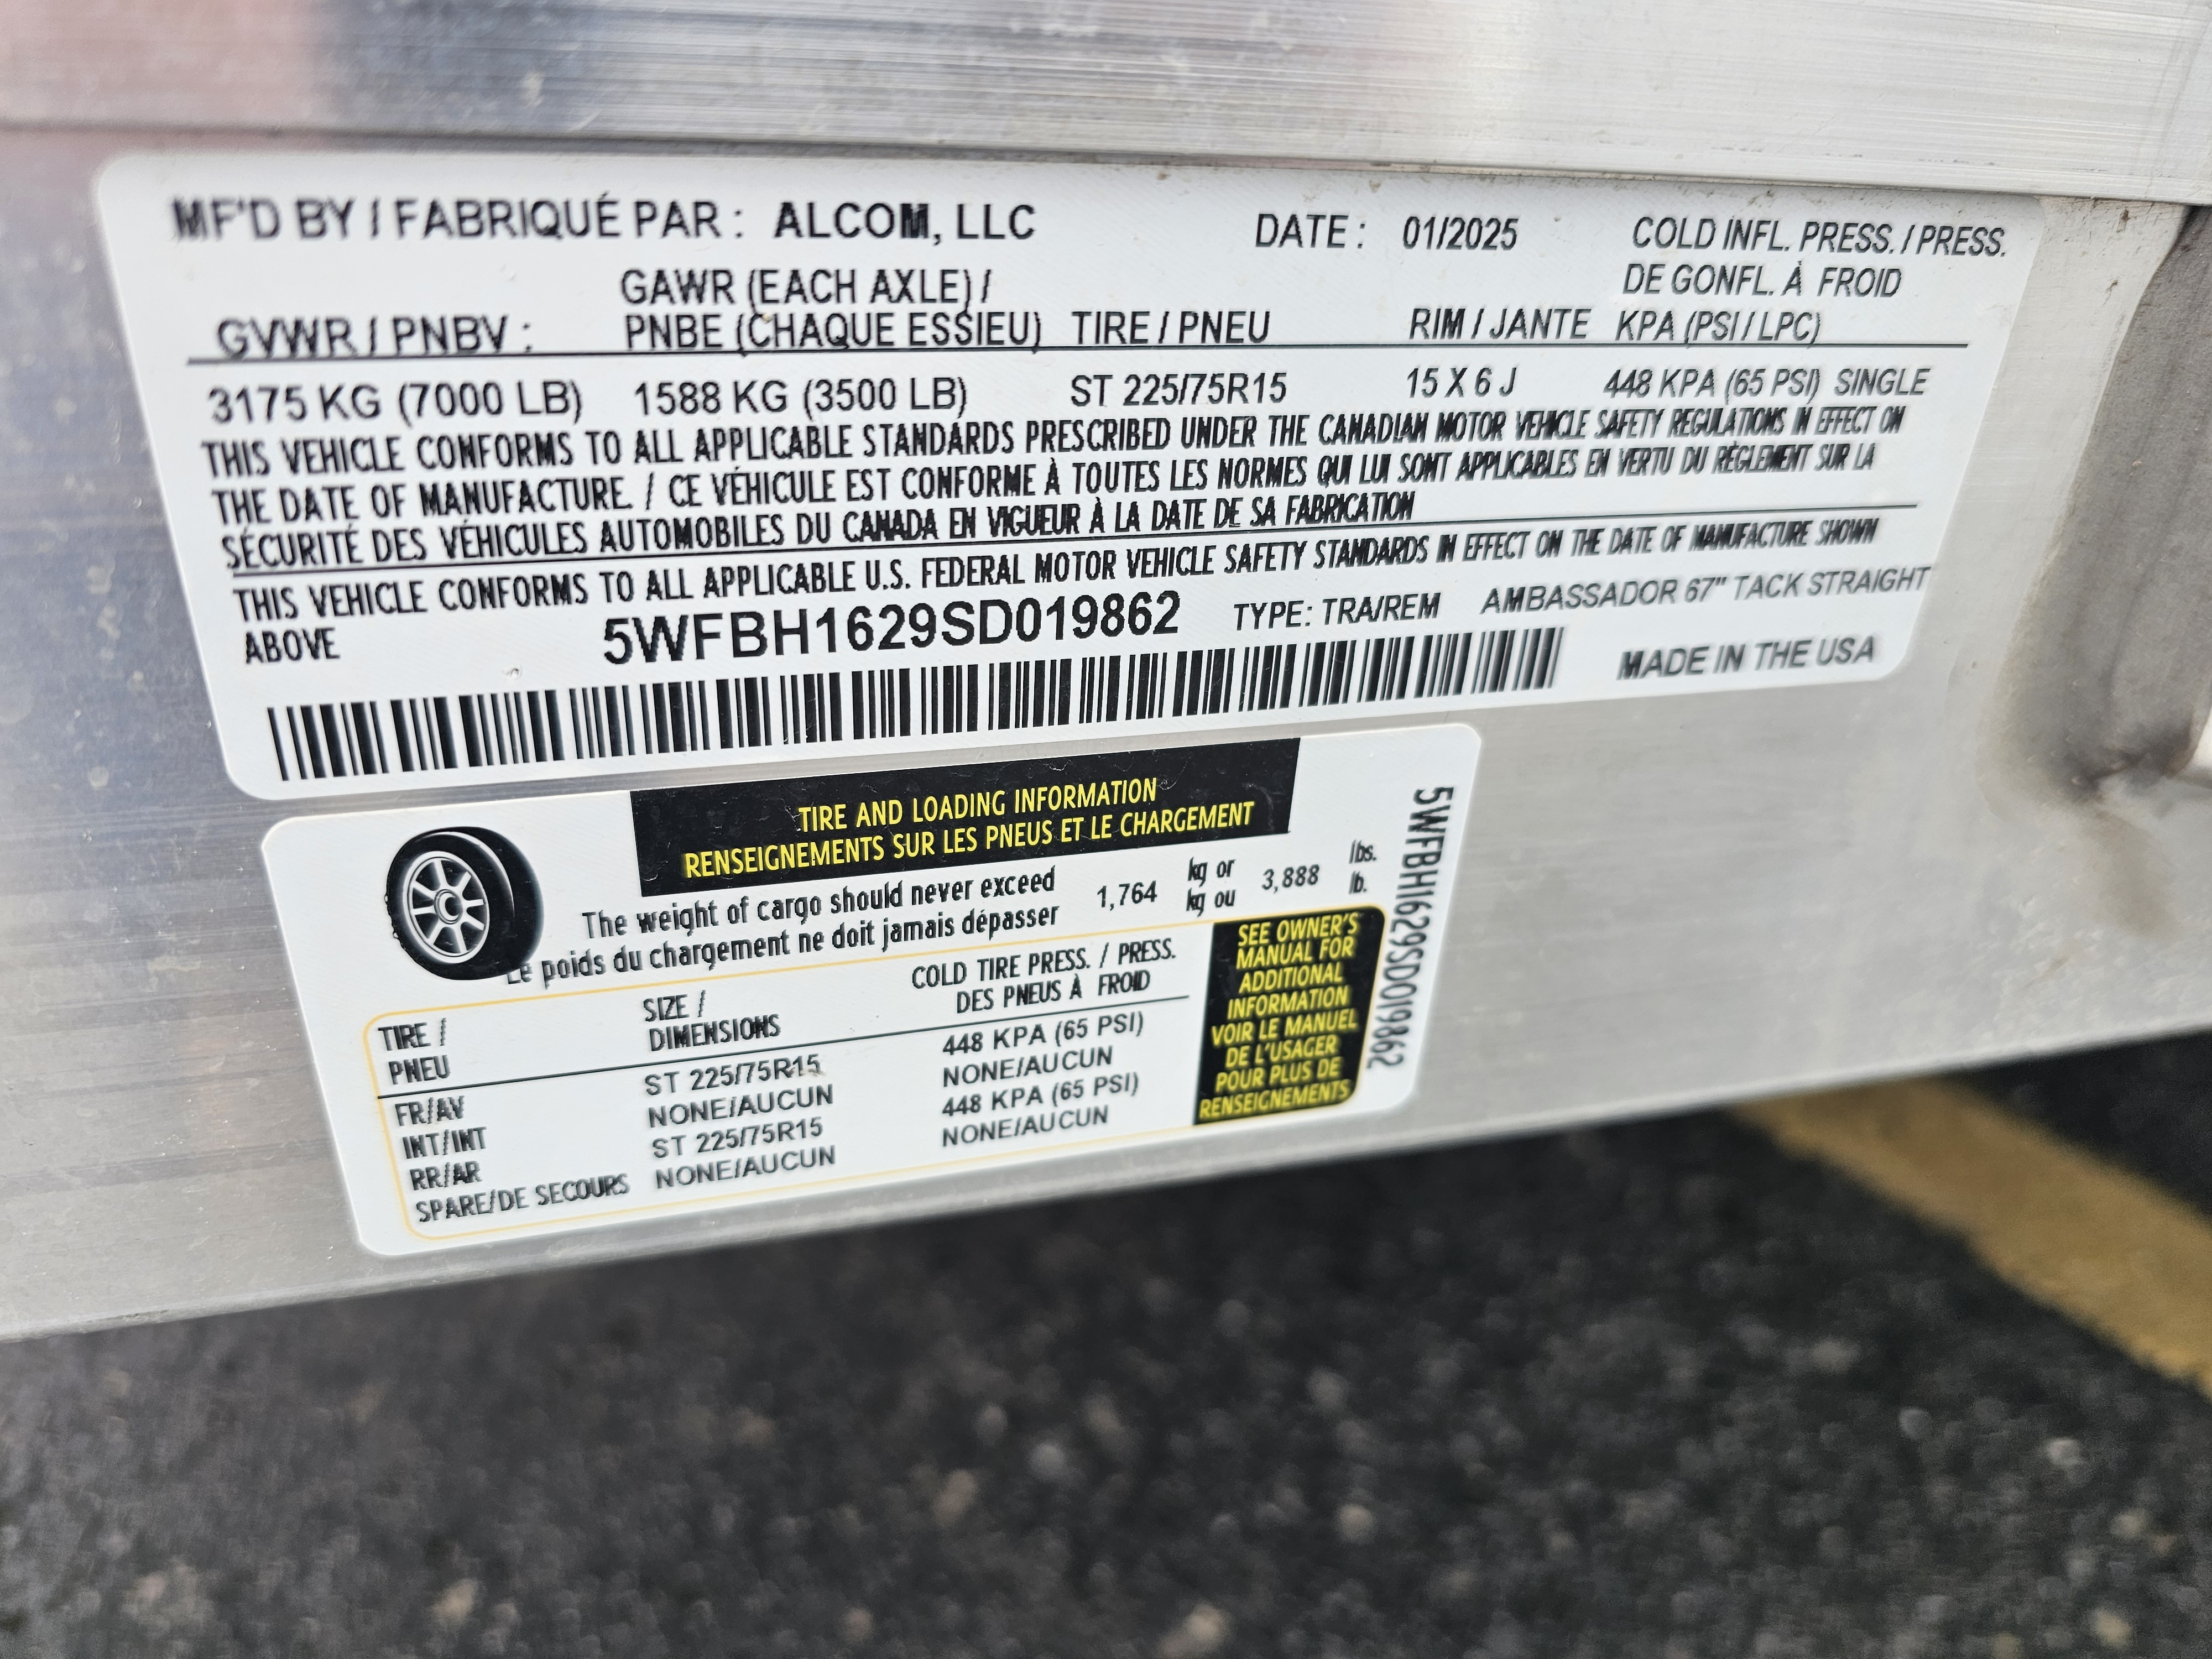 MF'D BY / FABRIQUÉ PAR : ALCOM, LLC DATE : 01/2025 COLD INFL. PRESS. / PRESS.
GAWR (EACH AXLE) / DE GONFL. À FROID
GVWR / PNBV : PNBE (CHAQUE ESSIEU) TIRE / PNEU RIM / JANTE KPA (PSI / LPC)
3175 KG (7000 LB) 1588 KG (3500 LB) ST 225/75R15 15 X 6 J 448 KPA (65 PSI) SINGLE
THIS VEHICLE CONFORMS TO ALL APPLICABLE STANDARDS PRESCRIBED UNDER THE CANADIAN MOTOR VEHICLE SAFETY REGULATIONS IN EFFECT ON
THE DATE OF MANUFACTURE. / CE VÉHICULE EST CONFORME À TOUTES LES NORMES QUI LUI SONT APPLICABLES EN VERTU DU RÈGLEMENT SUR LA
SÉCURITÉ DES VÉHICULES AUTOMOBILES DU CANADA EN VIGUEUR À LA DATE DE SA FABRICATION
THIS VEHICLE CONFORMS TO ALL APPLICABLE U.S. FEDERAL MOTOR VEHICLE SAFETY STANDARDS IN EFFECT ON THE DATE OF MANUFACTURE SHOWN
ABOVE 5WFBH1629SD019862 TYPE: TRA/REM AMBASSADOR 67" TACK STRAIGHT
MADE IN THE USA
TIRE AND LOADING INFORMATION
RENSEIGNEMENTS SUR LES PNEUS ET LE CHARGEMENT
The weight of cargo should never exceed 1,764 kg or 3,888 lbs.
Le poids du chargement ne doit jamais dépasser kg ou lb.
TIRE / SIZE / COLD TIRE PRESS. / PRESS.
PNEU DIMENSIONS DES PNEUS À FROID
FR/AV ST 225/75R15 448 KPA (65 PSI)
INT/INT NONE/AUCUN NONE/AUCUN
RR/AR ST 225/75R15 448 KPA (65 PSI)
SPARE/DE SECOURS NONE/AUCUN NONE/AUCUN
SEE OWNER'S
MANUAL FOR
ADDITIONAL
INFORMATION
VOIR LE MANUEL
DE L'USAGER
POUR PLUS DE
RENSEIGNEMENTS
5WFBH1629SD019862